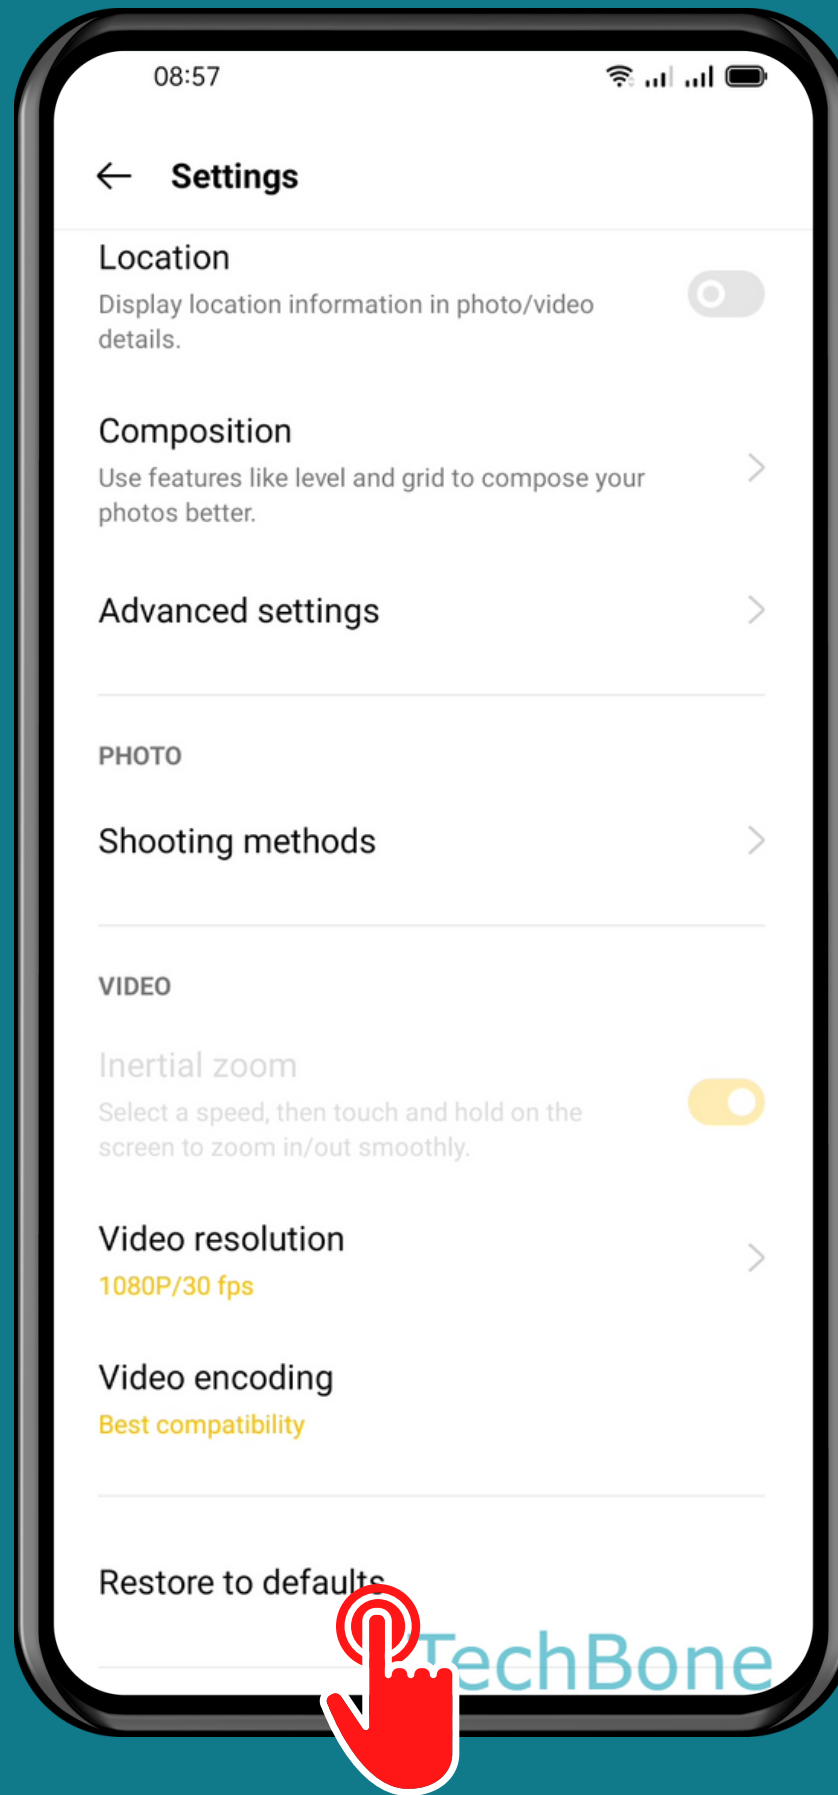 08:57
Settings
Location
Display location information in photo/video
details.
Composition
Use features like level and grid to compose your
photos better.
Advanced settings
PHOTO
Shooting methods
VIDEO
Inertial zoom
Select a speed, then touch and hold on the
screen to zoom in/out smoothly.
Video resolution
1080P/30 fps
Video encoding
Best compatibility
Restore to defaults
TechBone